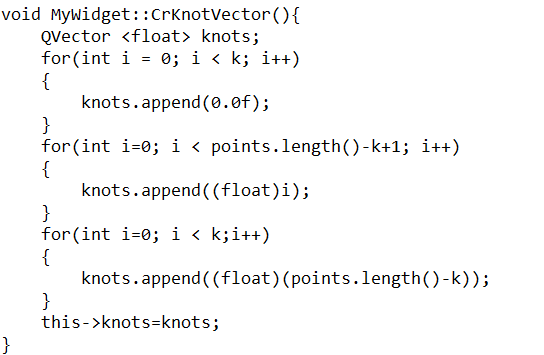 void MyWidget::CrKnotVector(){
    QVector <float> knots;
    for(int i = 0; i < k; i++)
    {
        knots.append(0.0f);
    }
    for(int i=0; i < points.length()-k+1; i++)
    {
        knots.append((float)i);
    }
    for(int i=0; i < k;i++)
    {
        knots.append((float)(points.length()-k));
    }
    this->knots=knots;
}